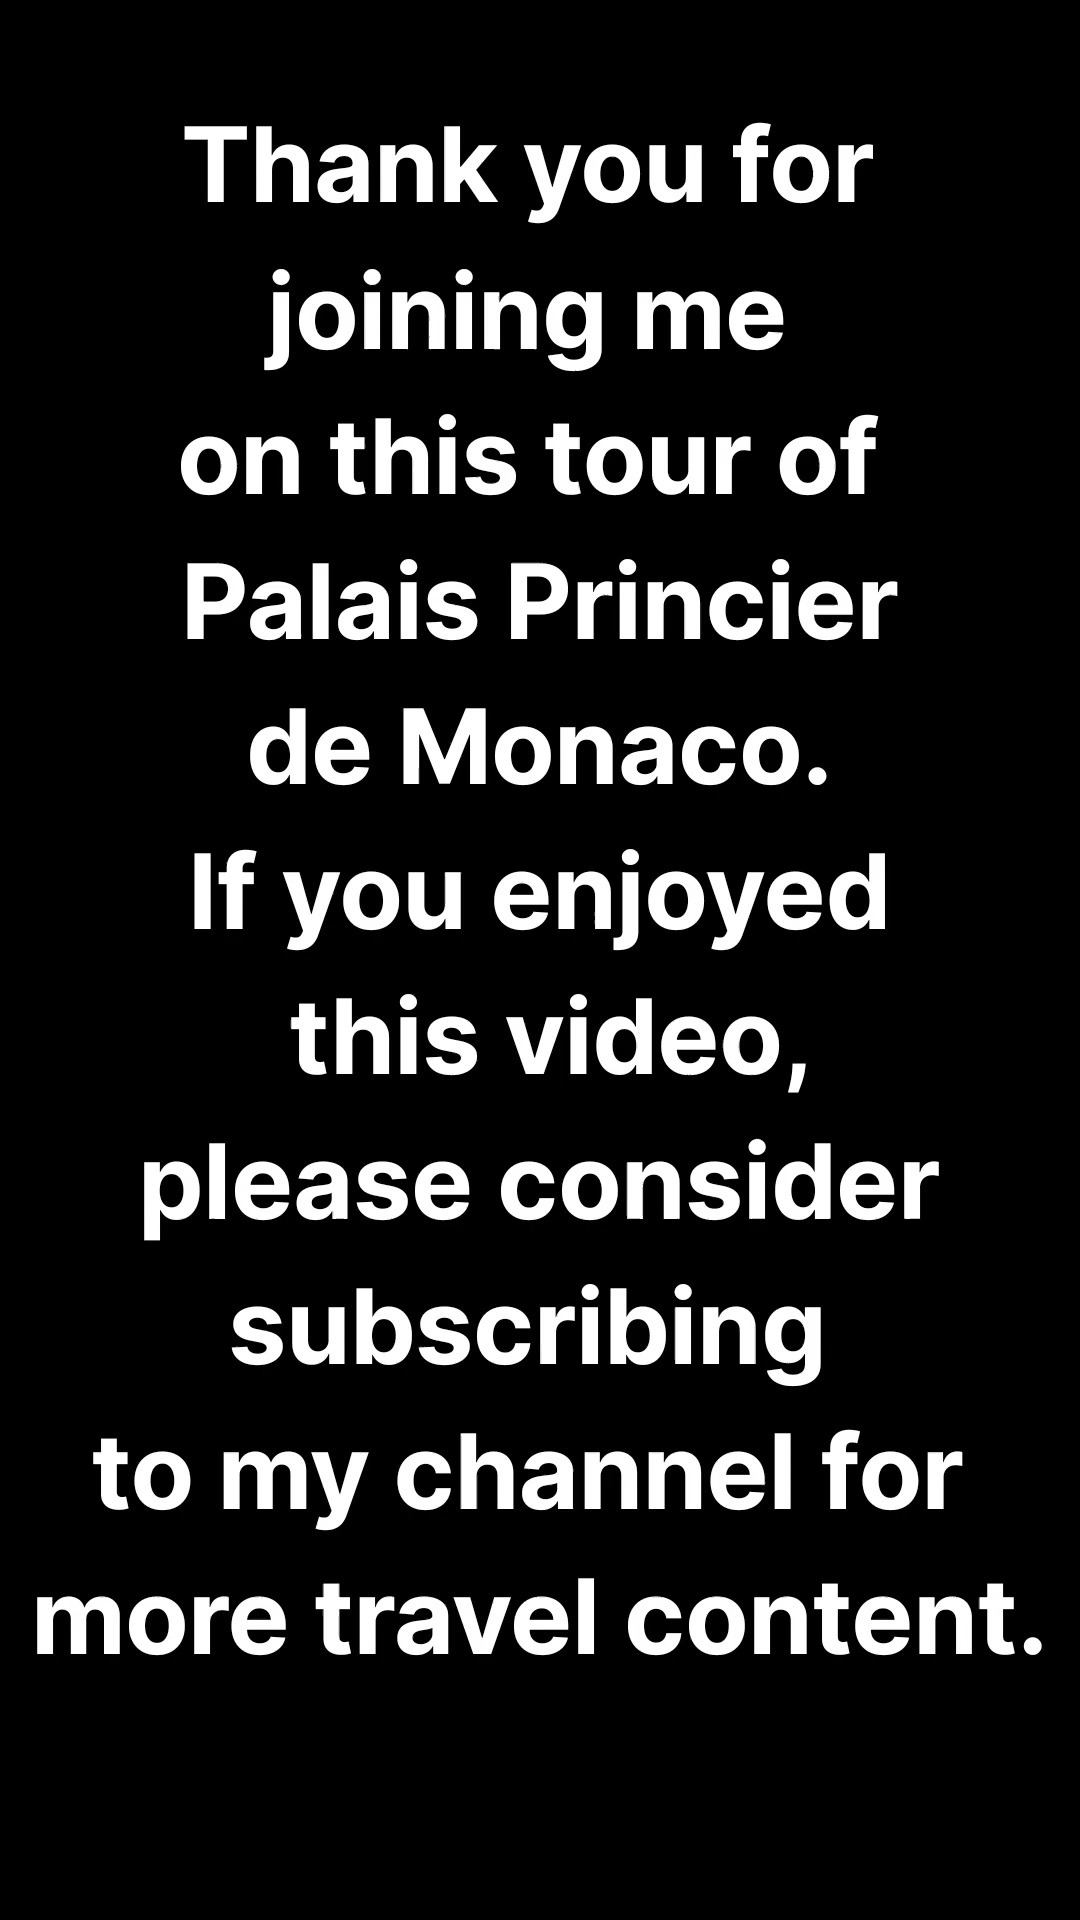 Thank you for
joining me
on this tour of
Palais Princier
de Monaco.
If you enjoyed
this video,
please consider
subscribing
to my channel for
more travel content.